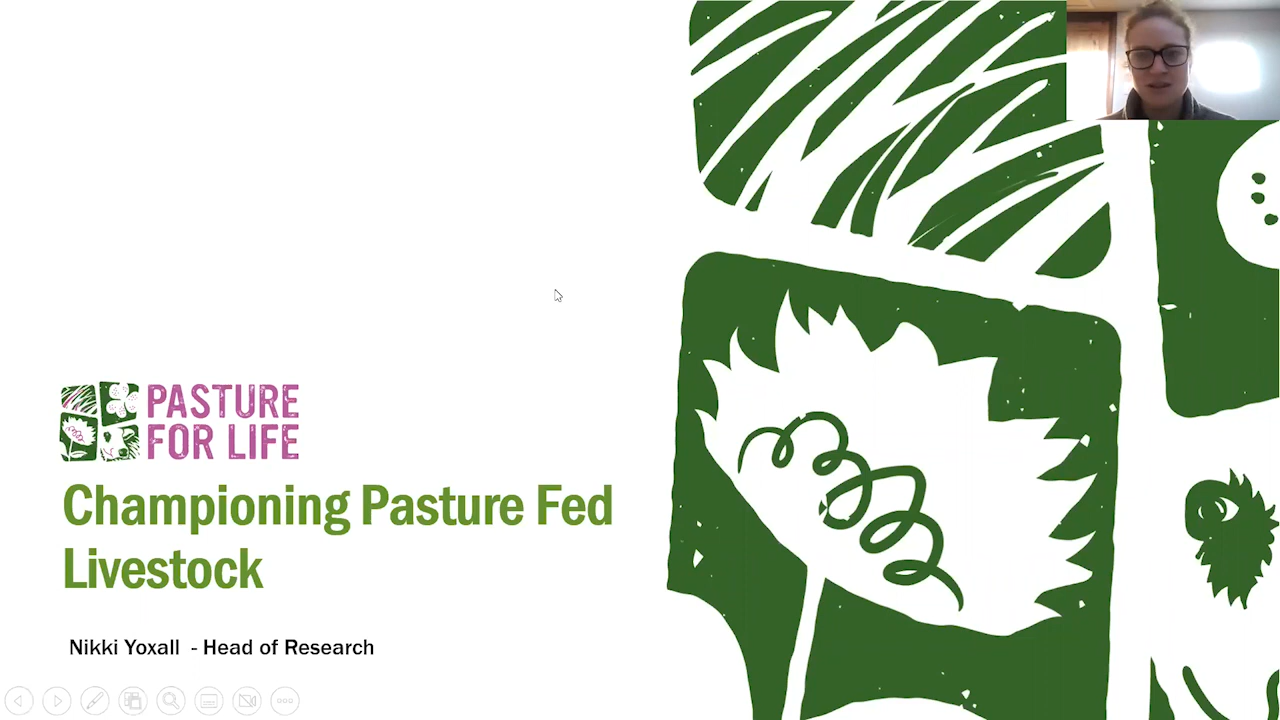 PASTURE
FOR LIFE
Championing Pasture Fed
Livestock
Nikki Yoxall - Head of Research